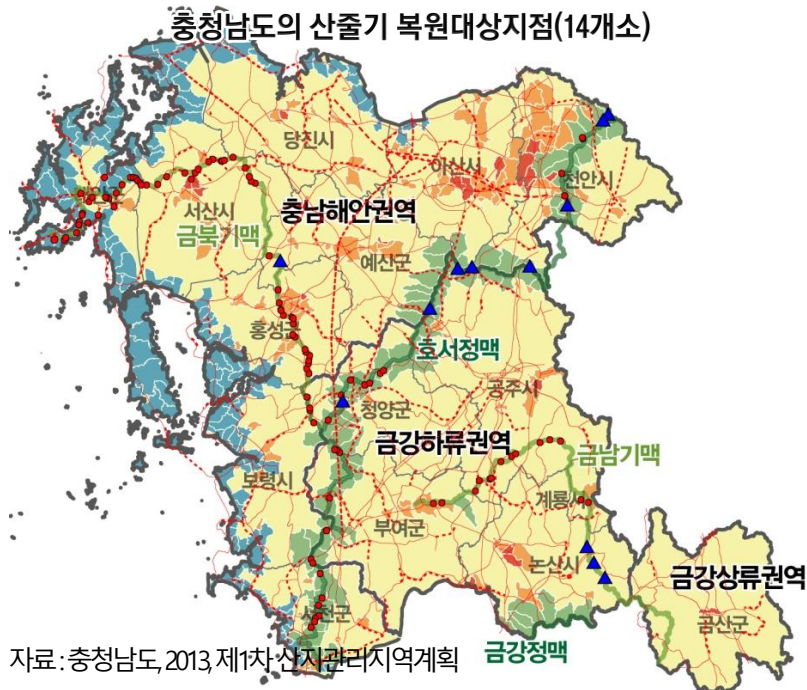 충청남도의 산줄기 복원대상지점(14개소)
당진시
아산시
천안시
서산시
충남해안권역
금북기맥
예산군
홍성군
호서정맥
공주시
청양군
금강하류권역
금남기맥
보령시
계룡시
부여군
논산시
금강상류권역
서천군
금산군
금강정맥
자료 : 충청남도, 2013, 제1차 산지관리지역계획